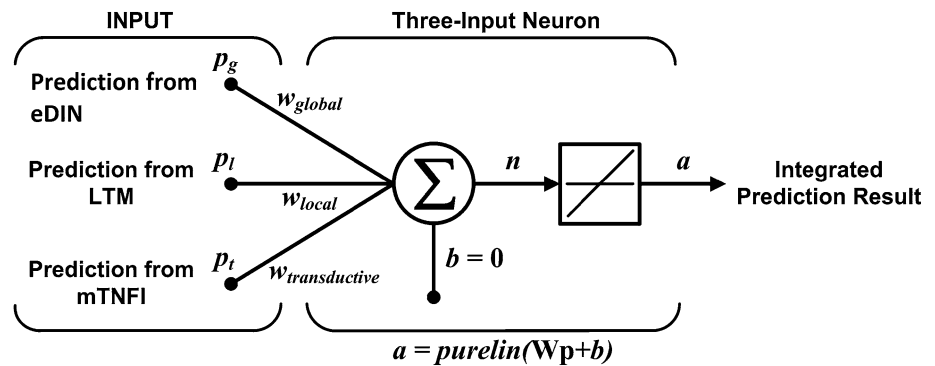 INPUT
Three-Input Neuron
Prediction from
eDIN
p_g
w_global
Prediction from
LTM
p_l
w_local
Prediction from
mTNFI
p_t
w_transductive
Σ
b = 0
n
a
Integrated
Prediction Result
a = purelin(Wp+b)